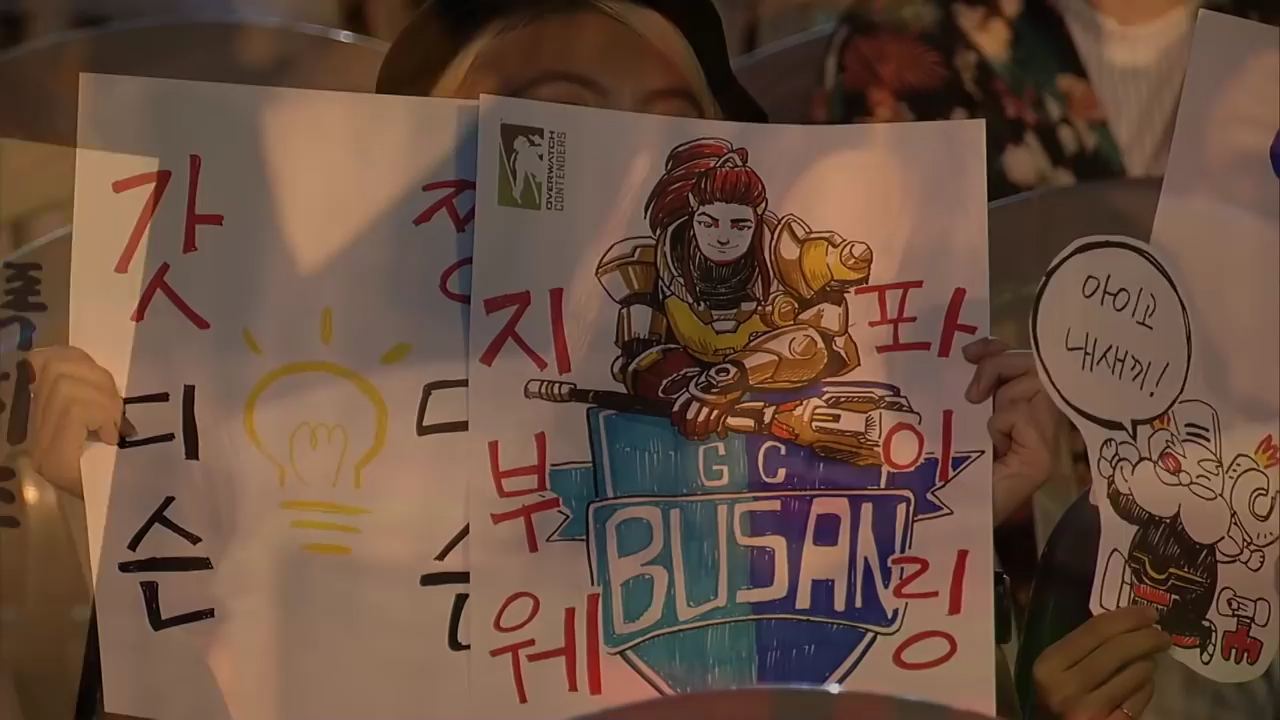 갓
디
슨
OVERWATCH
CONTENDERS
지
부
웨
파
이
링
GC
BUSAN
아이고
내새끼!